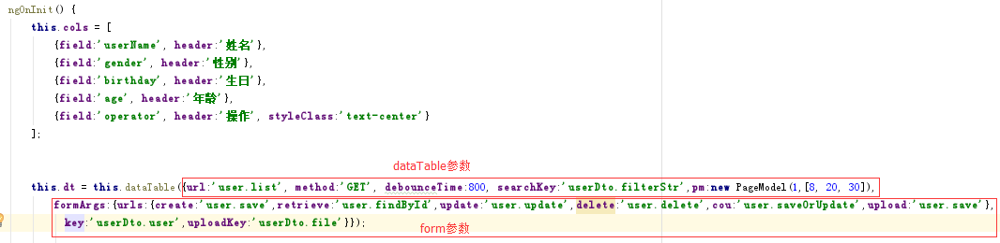 ngOnInit() {
this.cols = [
{field:'userName', header:'姓名'},
{field:'gender', header:'性别'},
{field:'birthday', header:'生日'},
{field:'age', header:'年龄'},
{field:'operator', header:'操作', styleClass:'text-center'}
];
dataTable参数
this.dt = this.dataTable({url:'user.list', method:'GET', debounceTime:800, searchKey:'userDto.filterStr',pm:new PageModel(1,[8, 20, 30]),
formArgs:{urls:{create:'user.save',retrieve:'user.findById',update:'user.update',delete:'user.delete',cou:'user.saveOrUpdate',upload:'user.save'},
key:'userDto.user',uploadKey:'userDto.file'}});
form参数